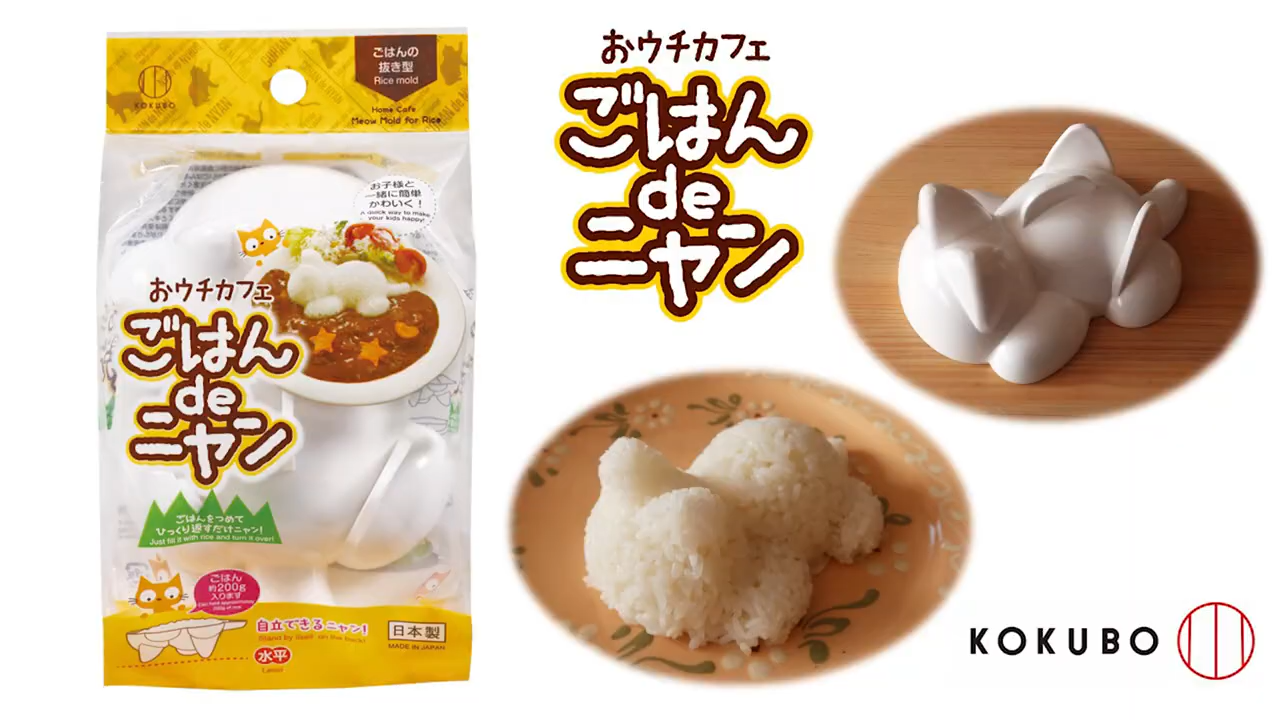 KOKUBO
ごはんの
抜き型
Rice mold
Home Cafe
Meow Mold for Rice
お子様と
一緒に簡単
かわいく！
A quick way to make
your kids happy!
おウチカフェ
ごはん
de
ニャン
ごはんをつめて
ひっくり返すだけニャン!
Just fill it with rice and turn it over!
ごはん
約200g
入ります
自立できるニャン!
Stand by itself on the back!
水平
日本製
MADE IN JAPAN
おウチカフェ
ごはん
de
ニャン
KOKUBO